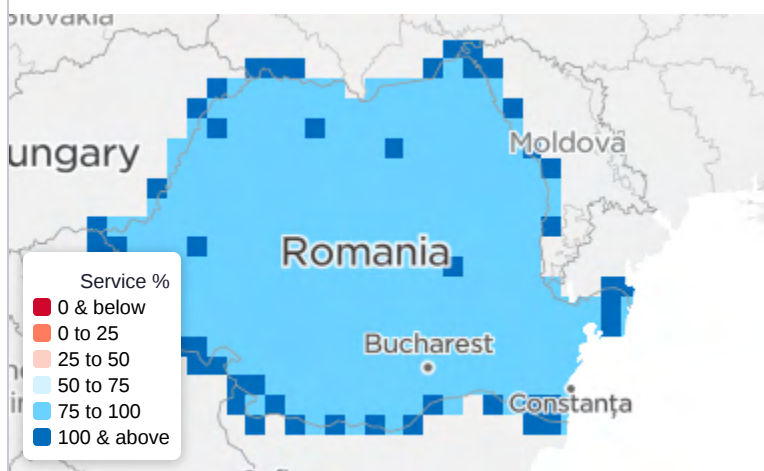 Slovakia
ungary
Moldova
Romania
Bucharest
Constanța
Service %
0 & below
0 to 25
25 to 50
50 to 75
75 to 100
100 & above